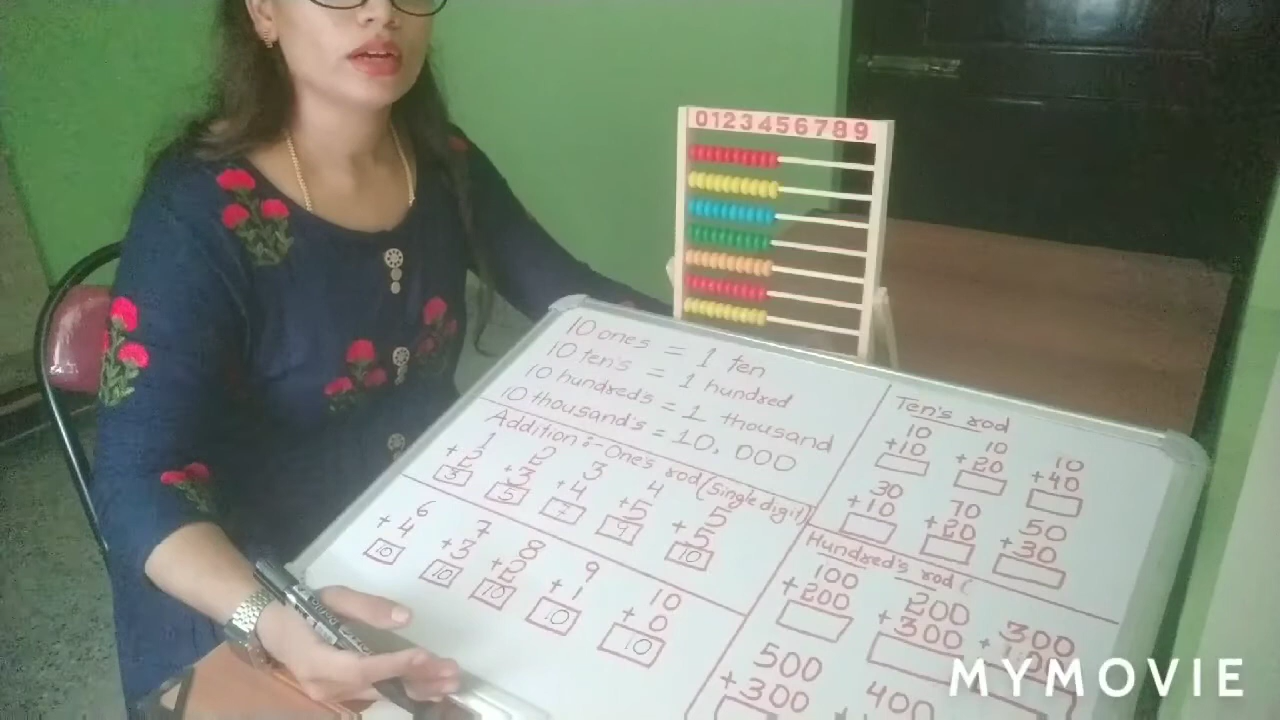 0123456789
10 ones = 1 ten
10 ten's = 1 hundred
10 hundred's = 1 thousand
10 thousand's = 10,000
Addition :- One's rod (Single digit)
1 2 3 4 5
+2 +3 +4 +5 +5
3 5 7 9 10
6 7 8 9 10
+4 +3 +2 +1 +0
10 10 10 10 10
Ten's rod
10 10 10
+10 +20 +40
30 70 50
+10 +20 +30
Hundred's rod (
100 200 300
+200 +300 +
500 400
+300 +
MYMOVIE